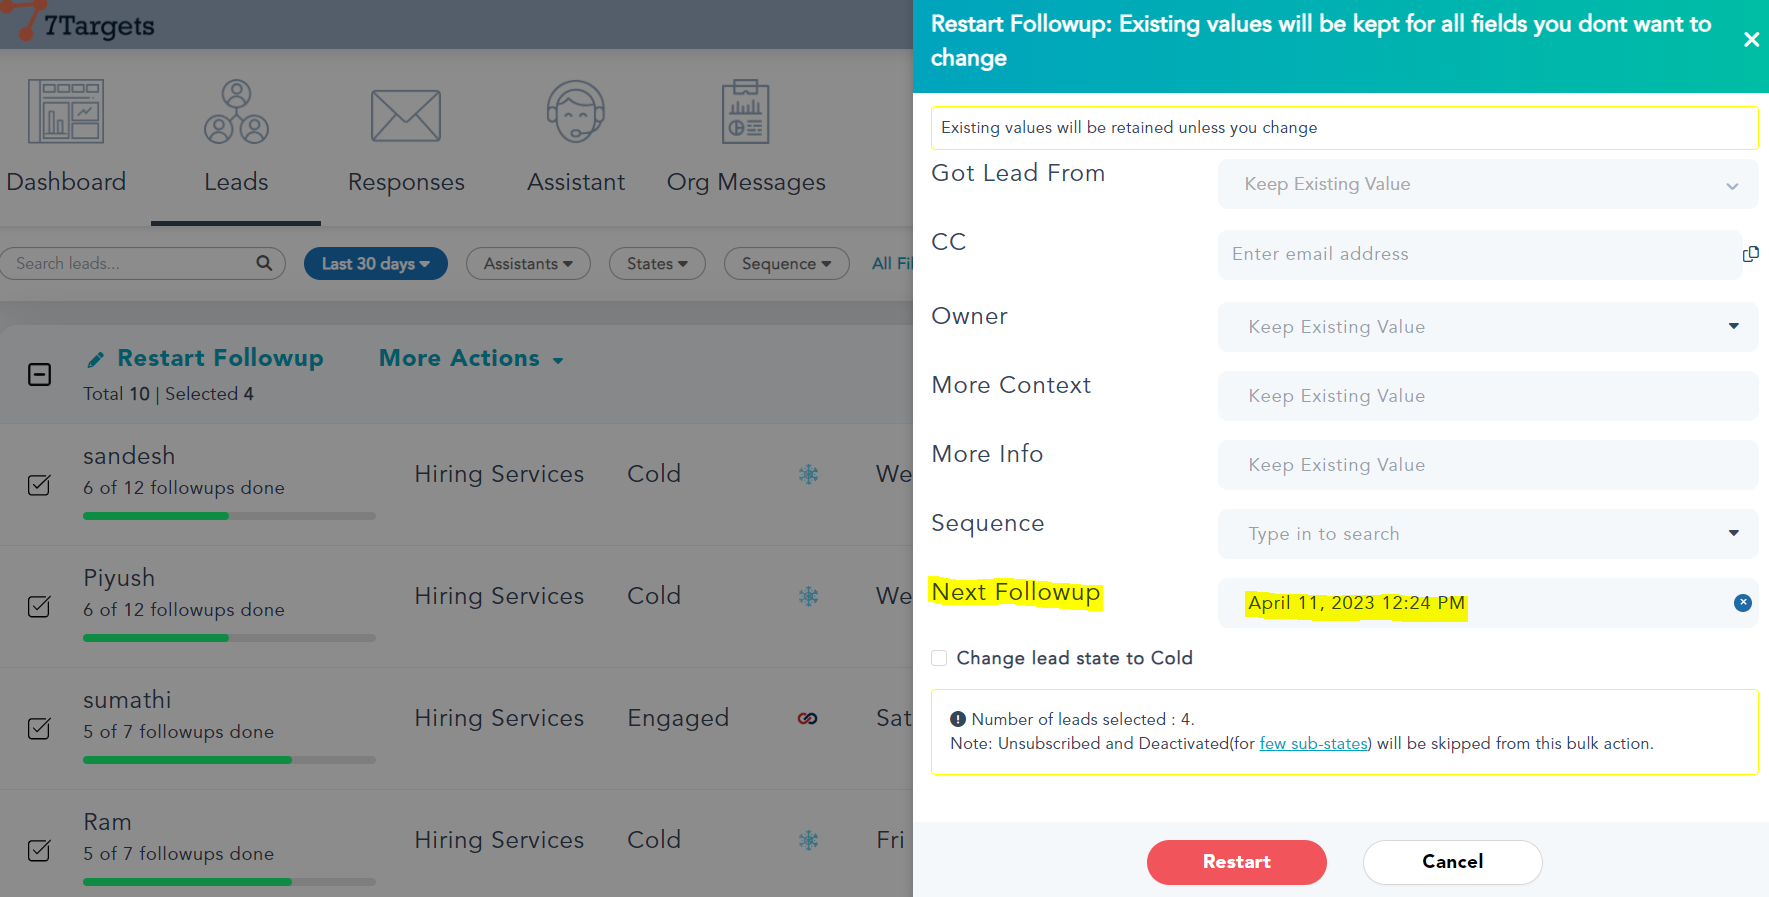 7Targets
Dashboard
Leads
Responses
Assistant
Org Messages
Search leads...
Last 30 days
Assistants
States
Sequence
All Fil
Restart Followup
More Actions
Total 10 | Selected 4
sandesh
6 of 12 followups done
Hiring Services
Cold
We
Piyush
6 of 12 followups done
Hiring Services
Cold
We
sumathi
5 of 7 followups done
Hiring Services
Engaged
Sat
Ram
5 of 7 followups done
Hiring Services
Cold
Fri
Restart Followup: Existing values will be kept for all fields you dont want to
change
Existing values will be retained unless you change
Got Lead From
Keep Existing Value
CC
Enter email address
Owner
Keep Existing Value
More Context
Keep Existing Value
More Info
Keep Existing Value
Sequence
Type in to search
Next Followup
April 11, 2023 12:24 PM
Change lead state to Cold
Number of leads selected : 4.
Note: Unsubscribed and Deactivated(for few sub-states) will be skipped from this bulk action.
Restart
Cancel